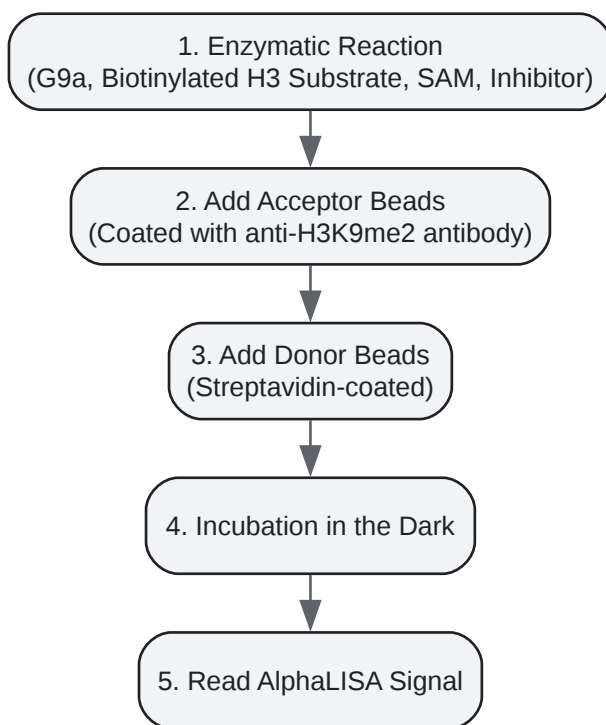 1. Enzymatic Reaction
(G9a, Biotinylated H3 Substrate, SAM, Inhibitor)
2. Add Acceptor Beads
(Coated with anti-H3K9me2 antibody)
3. Add Donor Beads
(Streptavidin-coated)
4. Incubation in the Dark
5. Read AlphaLISA Signal